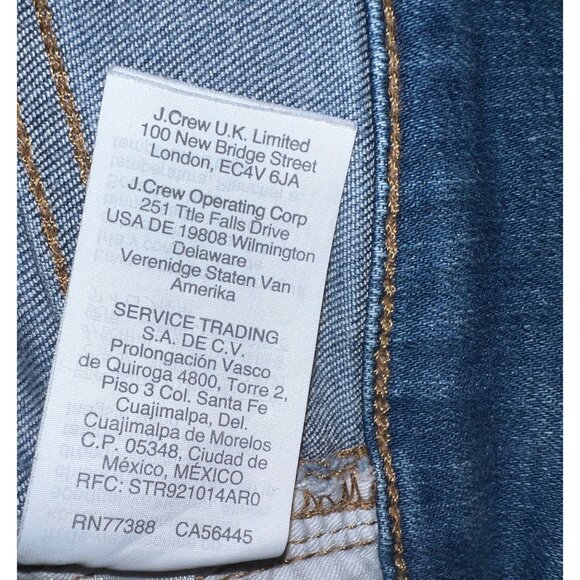 J.Crew U.K. Limited
100 New Bridge Street
London, EC4V 6JA
J.Crew Operating Corp
251 Ttle Falls Drive
USA DE 19808 Wilmington
Delaware
Verenidge Staten Van
Amerika
SERVICE TRADING
S.A. DE C.V.
Prolongación Vasco
de Quiroga 4800, Torre 2,
Piso 3 Col. Santa Fe
Cuajimalpa, Del.
Cuajimalpa de Morelos
C.P. 05348, Ciudad de
México, MÉXICO
RFC: STR921014AR0
RN77388 CA56445